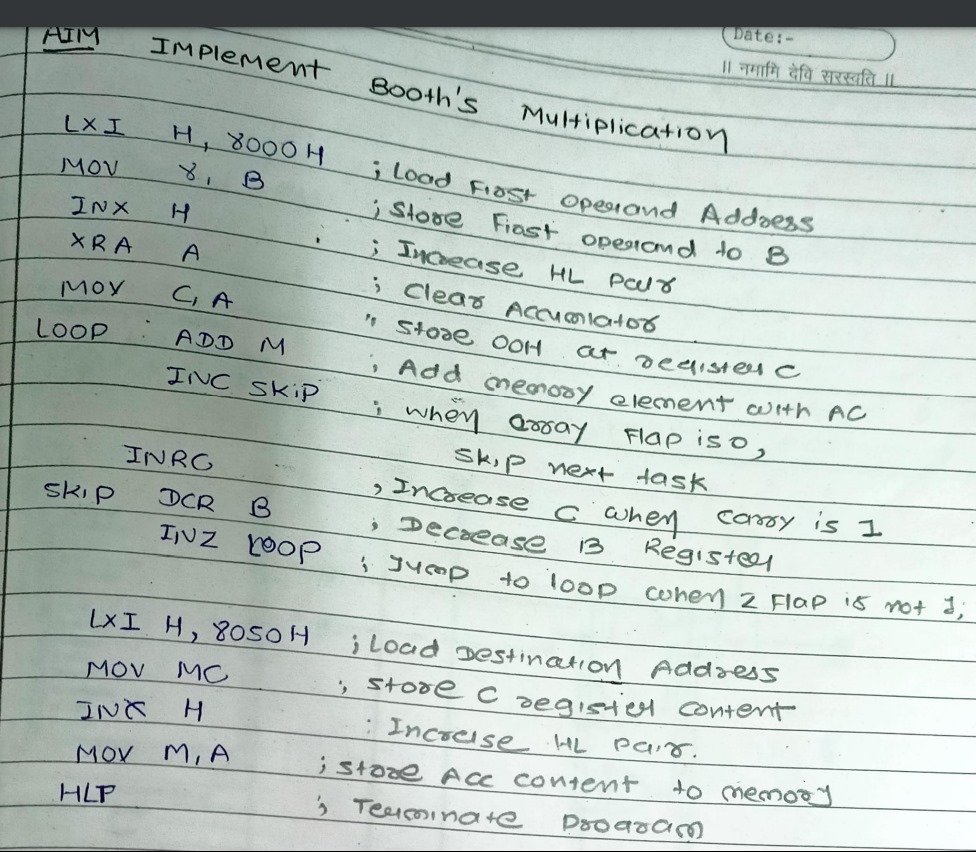 Date:-
|| नमामि देवि सरस्वति ||
AIM Implement Booth's Multiplication
LXI H, 8000H ; Load First operand Address
MOV 8, B ; Store First operand to B
INX H ; Increase HL pair
XRA A ; Clear Accumlator
MOV C, A " Store 00H at register C
LOOP : ADD M ; Add memory element with AC
INC SKIP ; when array Flap is 0,
skip next task
INRC , Increase C when carry is 1
SKIP DCR B ; Decrease B Register
INZ LOOP ; Jump to loop when 2 Flap is not 1;
LXI H, 8050H ; Load Destination Address
MOV MC ; Store C register content
INX H : Increase HL pair.
MOV M, A ; Store Acc content to memory
HLP ; Terminate Program